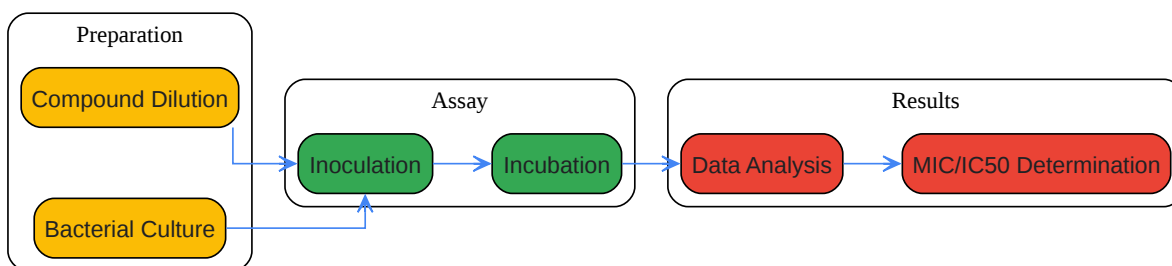 Preparation
Compound Dilution
Bacterial Culture
Assay
Inoculation
Incubation
Results
Data Analysis
MIC/IC50 Determination